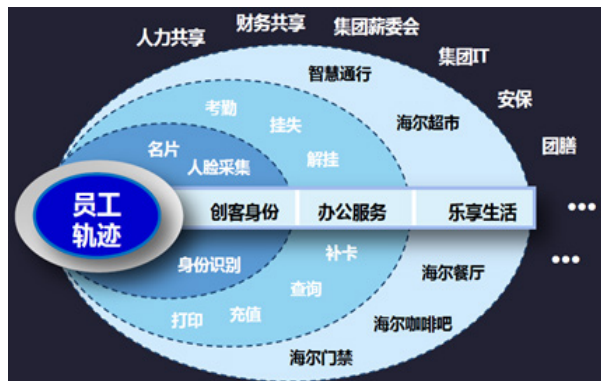 人力共享
财务共享
集团薪委会
集团IT
安保
团膳
智慧通行
海尔超市
考勤
挂失
解挂
名片
人脸采集
员工
轨迹
创客身份
办公服务
乐享生活
•••
•••
身份识别
补卡
查询
充值
打印
海尔餐厅
海尔咖啡吧
海尔门禁